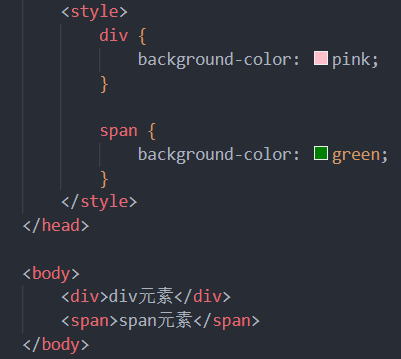 <style>
div {
background-color: pink;
}
span {
background-color: green;
}
</style>
</head>
<body>
<div>div元素</div>
<span>span元素</span>
</body>